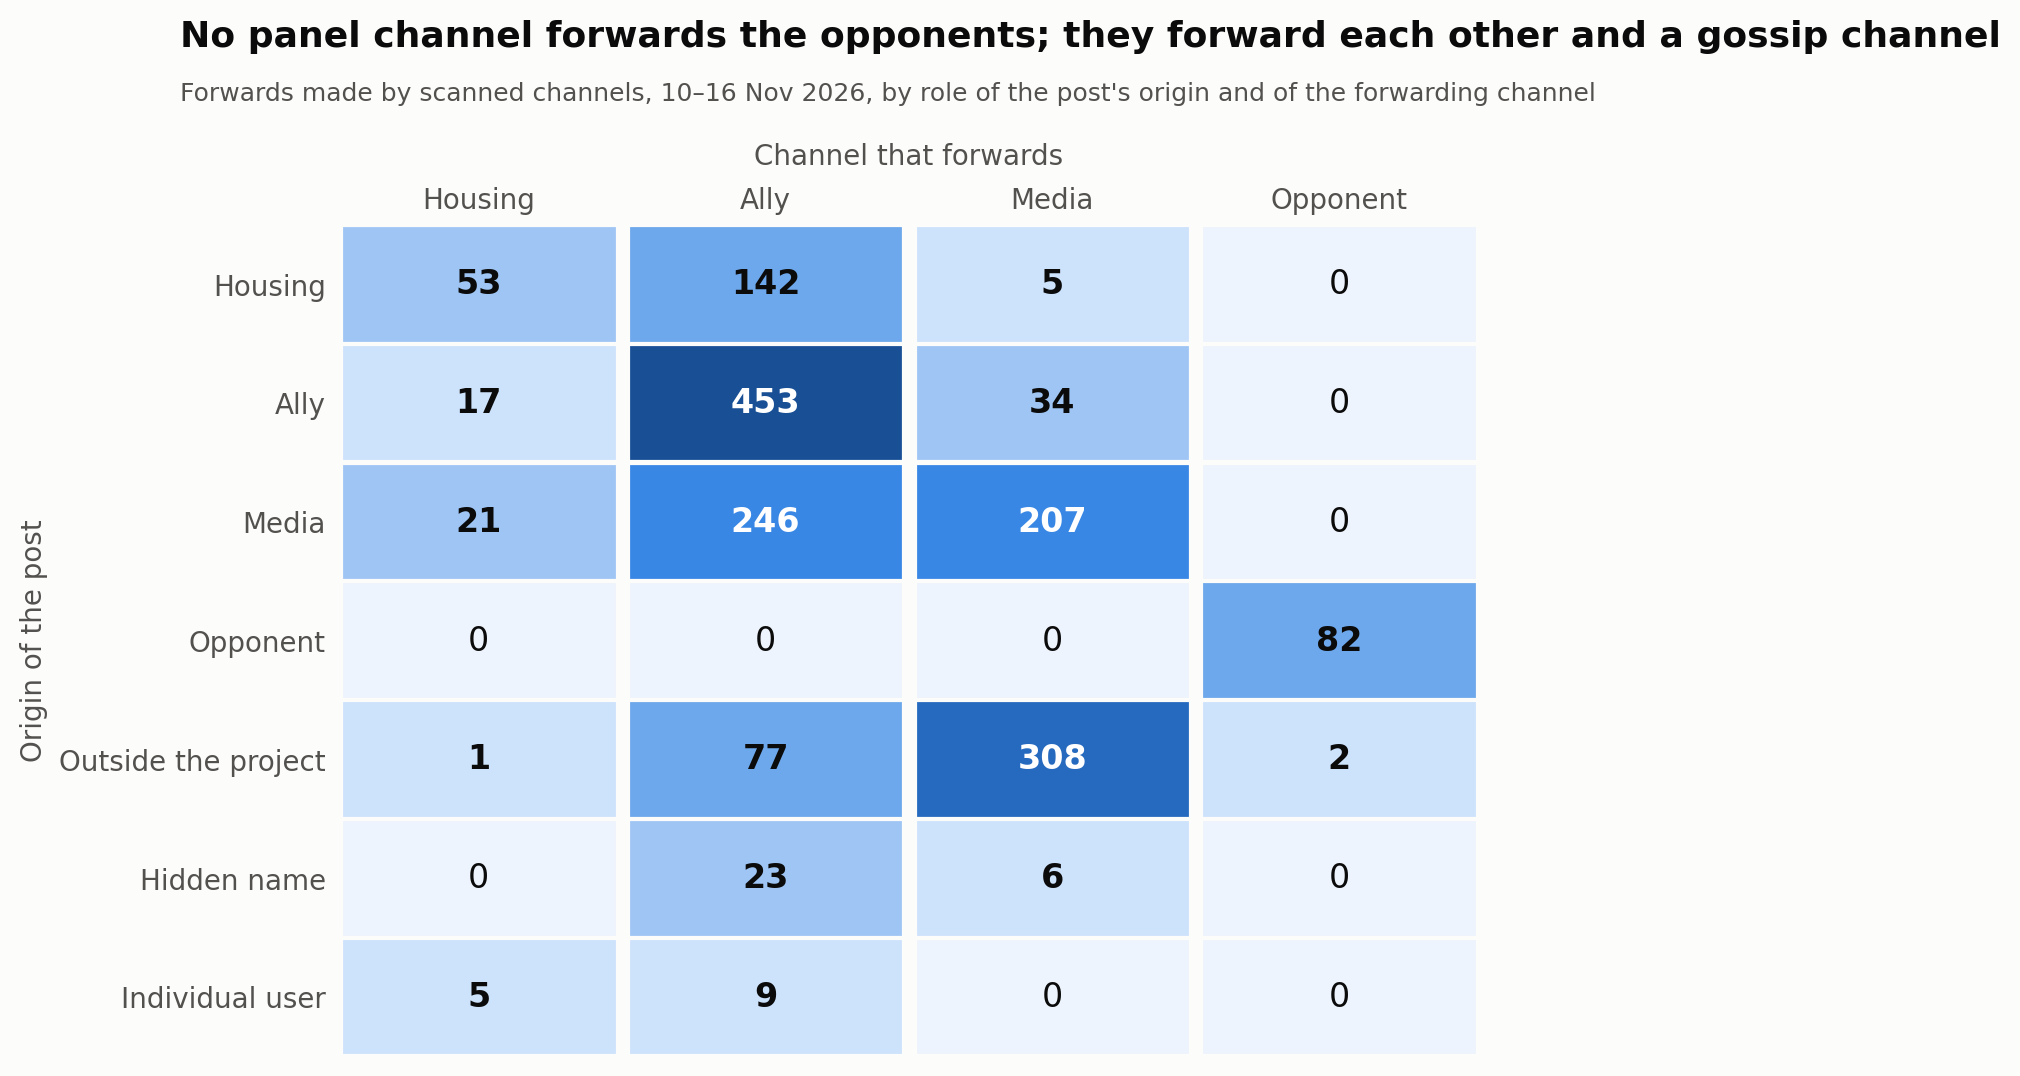 No panel channel forwards the opponents; they forward each other and a gossip channel
Forwards made by scanned channels, 10–16 Nov 2026, by role of the post's origin and of the forwarding channel
Channel that forwards
Housing Ally Media Opponent
Origin of the post
Housing 53 142 5 0
Ally 17 453 34 0
Media 21 246 207 0
Opponent 0 0 0 82
Outside the project 1 77 308 2
Hidden name 0 23 6 0
Individual user 5 9 0 0